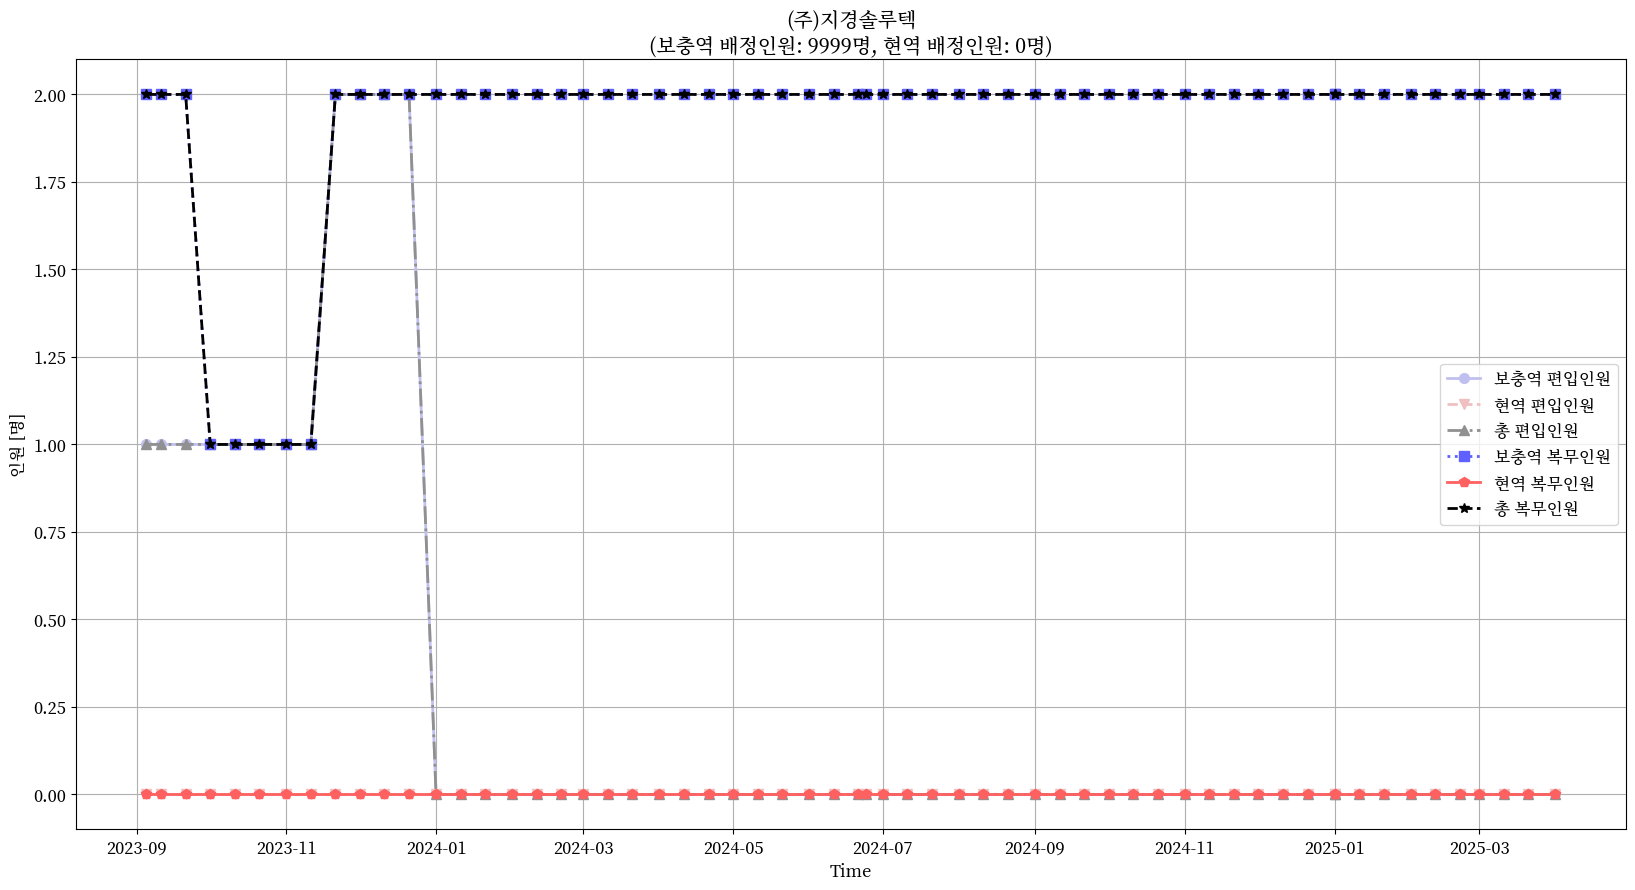 (주)지경솔루텍
(보충역 배정인원: 9999명, 현역 배정인원: 0명)
2.00
1.75
1.50
1.25
1.00
0.75
0.50
0.25
0.00
인원 [명]
보충역 편입인원
현역 편입인원
총 편입인원
보충역 복무인원
현역 복무인원
총 복무인원
2023-09 2023-11 2024-01 2024-03 2024-05 2024-07 2024-09 2024-11 2025-01 2025-03
Time